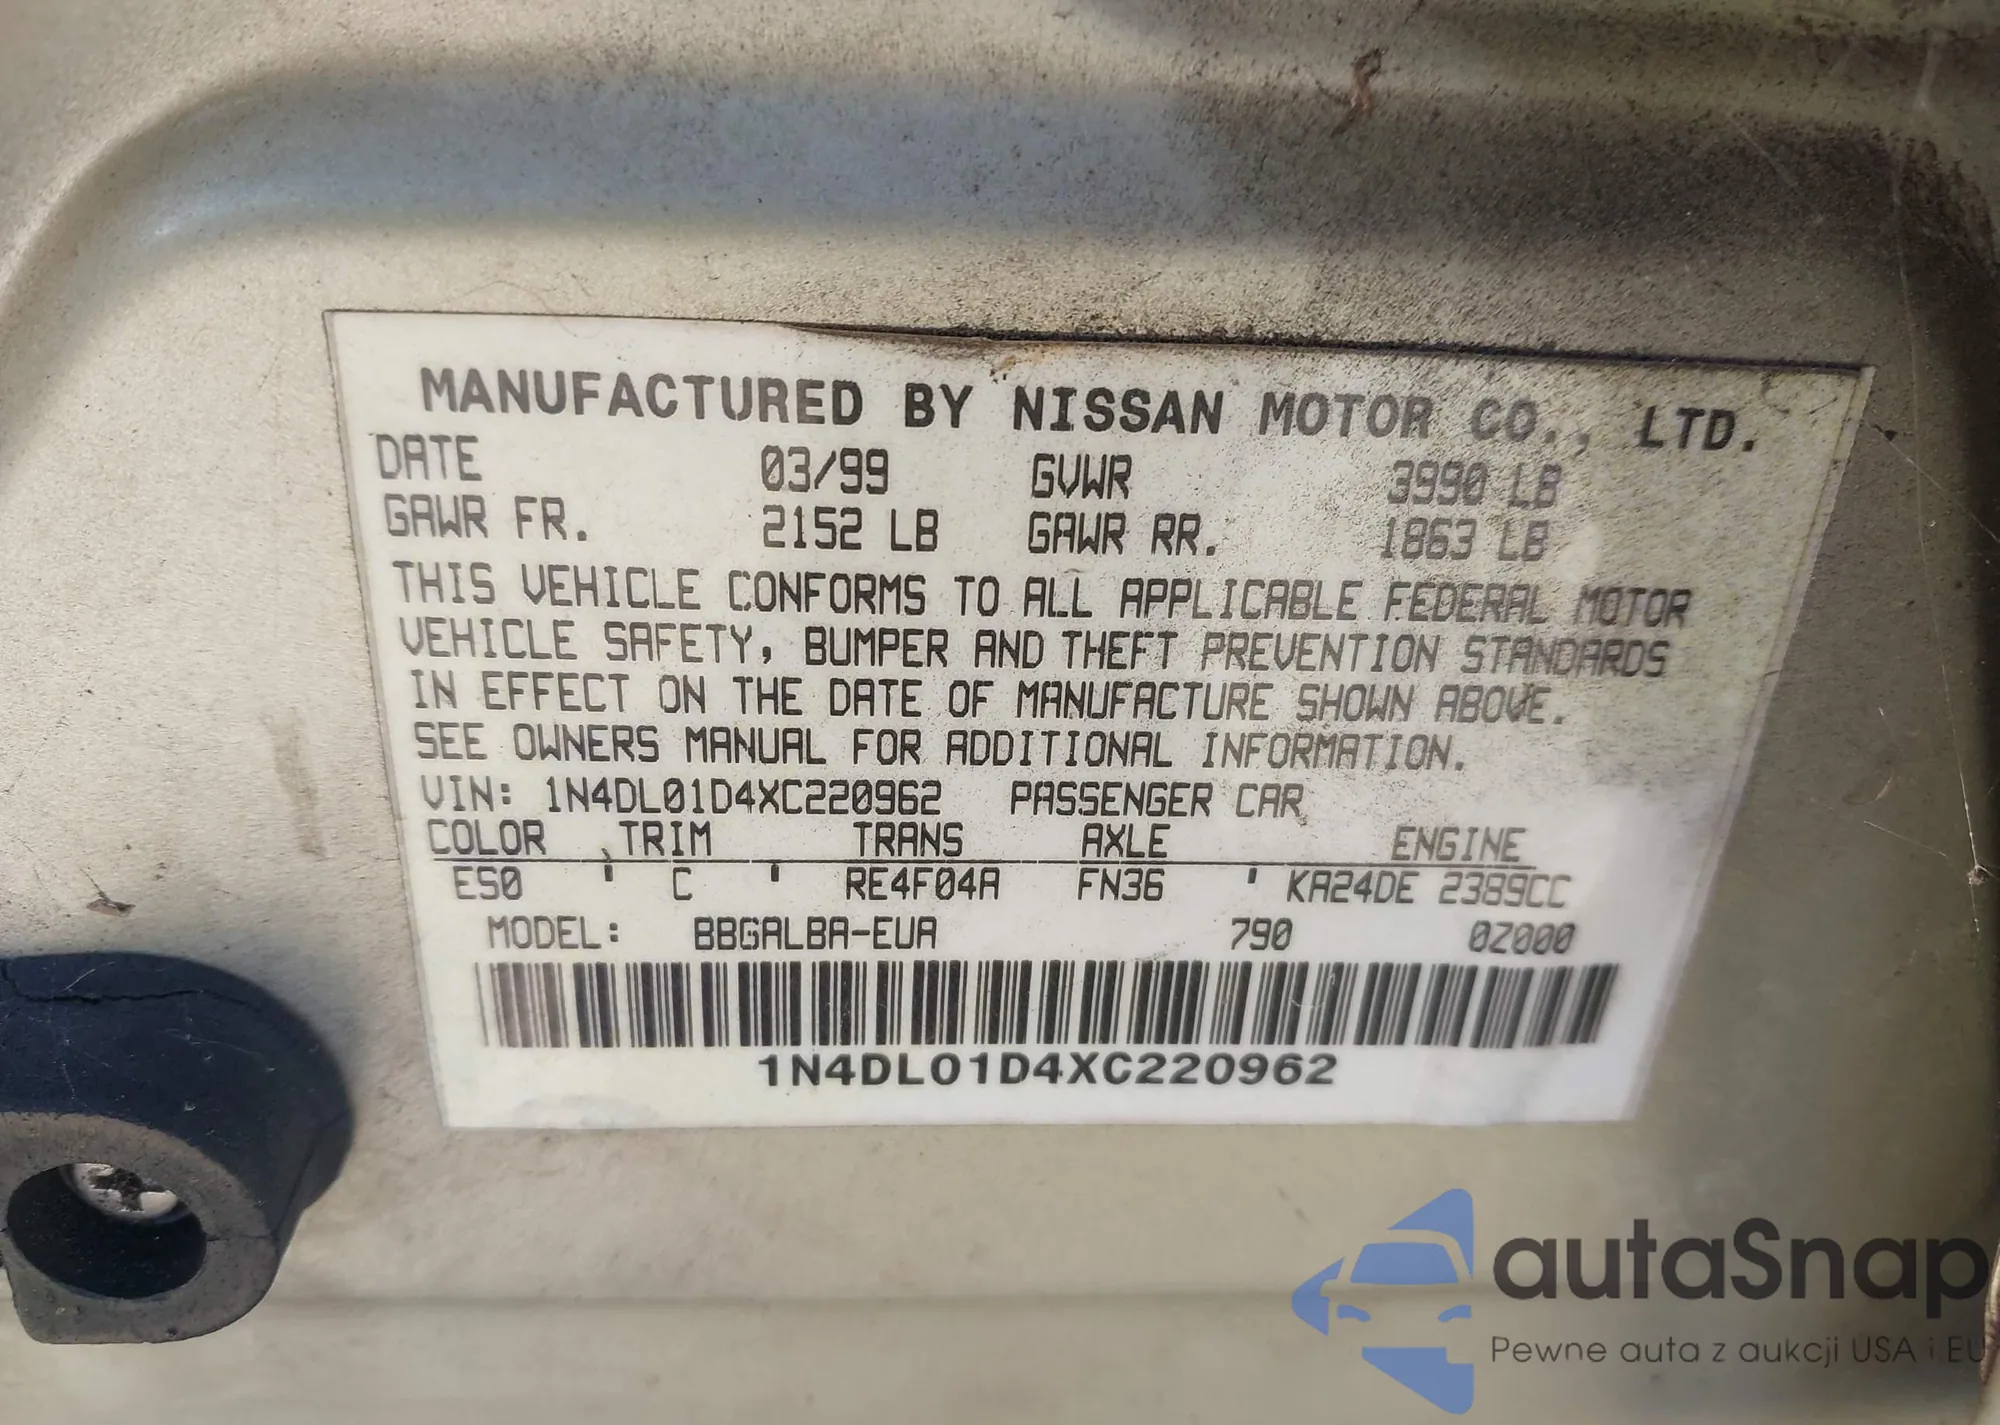 MANUFACTURED BY NISSAN MOTOR CO., LTD.
DATE 03/99 GVWR 3990 LB
GAWR FR. 2152 LB GAWR RR. 1863 LB
THIS VEHICLE CONFORMS TO ALL APPLICABLE FEDERAL MOTOR
VEHICLE SAFETY, BUMPER AND THEFT PREVENTION STANDARDS
IN EFFECT ON THE DATE OF MANUFACTURE SHOWN ABOVE.
SEE OWNERS MANUAL FOR ADDITIONAL INFORMATION.
VIN: 1N4DL01D4XC220962 PASSENGER CAR
COLOR TRIM TRANS AXLE ENGINE
ES0 C RE4F04A FN36 KA24DE 2389CC
MODEL: BBGALBA-EUA 790 0Z000
1N4DL01D4XC220962
autaSnap
Pewne auta z aukcji USA i EU